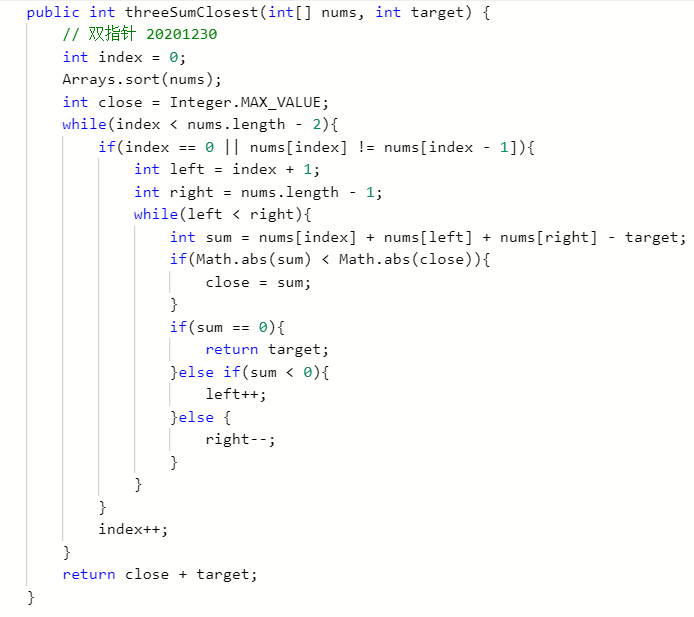 public int threeSumClosest(int[] nums, int target) {
    // 双指针 20201230
    int index = 0;
    Arrays.sort(nums);
    int close = Integer.MAX_VALUE;
    while(index < nums.length - 2){
        if(index == 0 || nums[index] != nums[index - 1]){
            int left = index + 1;
            int right = nums.length - 1;
            while(left < right){
                int sum = nums[index] + nums[left] + nums[right] - target;
                if(Math.abs(sum) < Math.abs(close)){
                    close = sum;
                }
                if(sum == 0){
                    return target;
                }else if(sum < 0){
                    left++;
                }else {
                    right--;
                }
            }
        }
        index++;
    }
    return close + target;
}